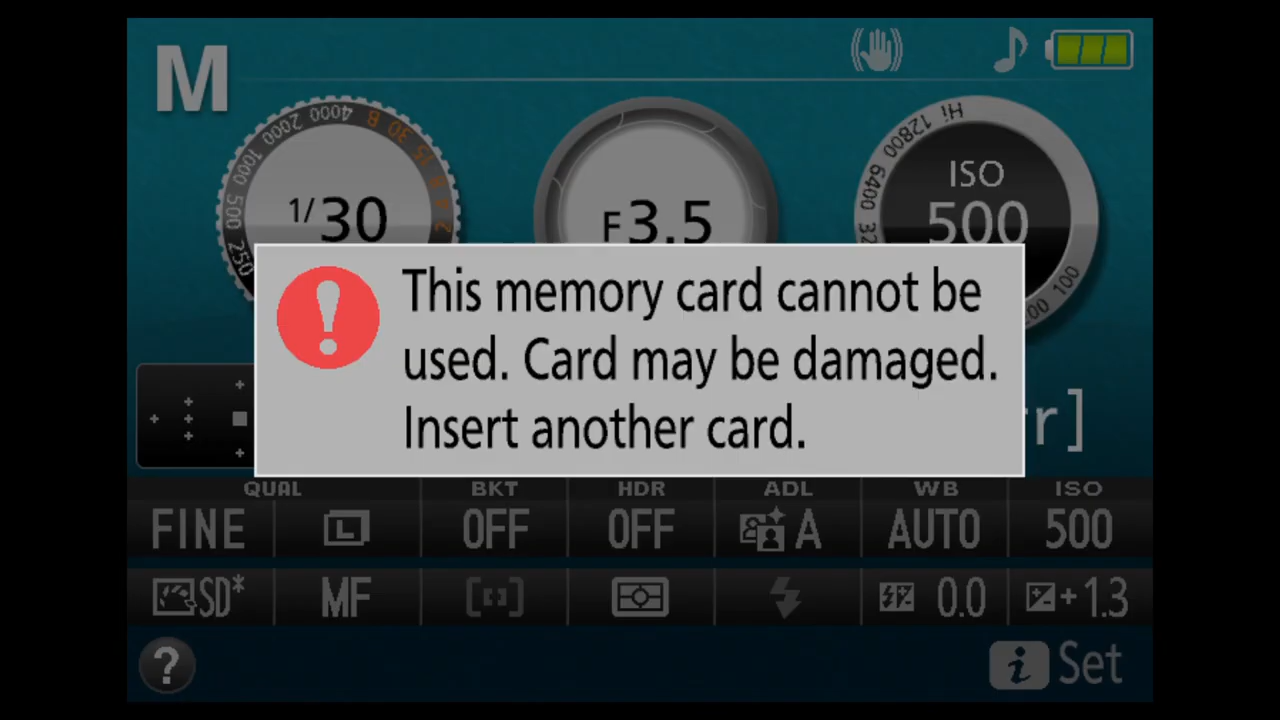 M
4000 B
2000 30
1000 15
500
250 2
1/30
F3.5
Hi
12800
6400
32
100
ISO
500
This memory card cannot be
used. Card may be damaged.
Insert another card.
r]
QUAL BKT HDR ADL WB ISO
FINE L OFF OFF A AUTO 500
SD* MF 0.0 +1.3
? i Set